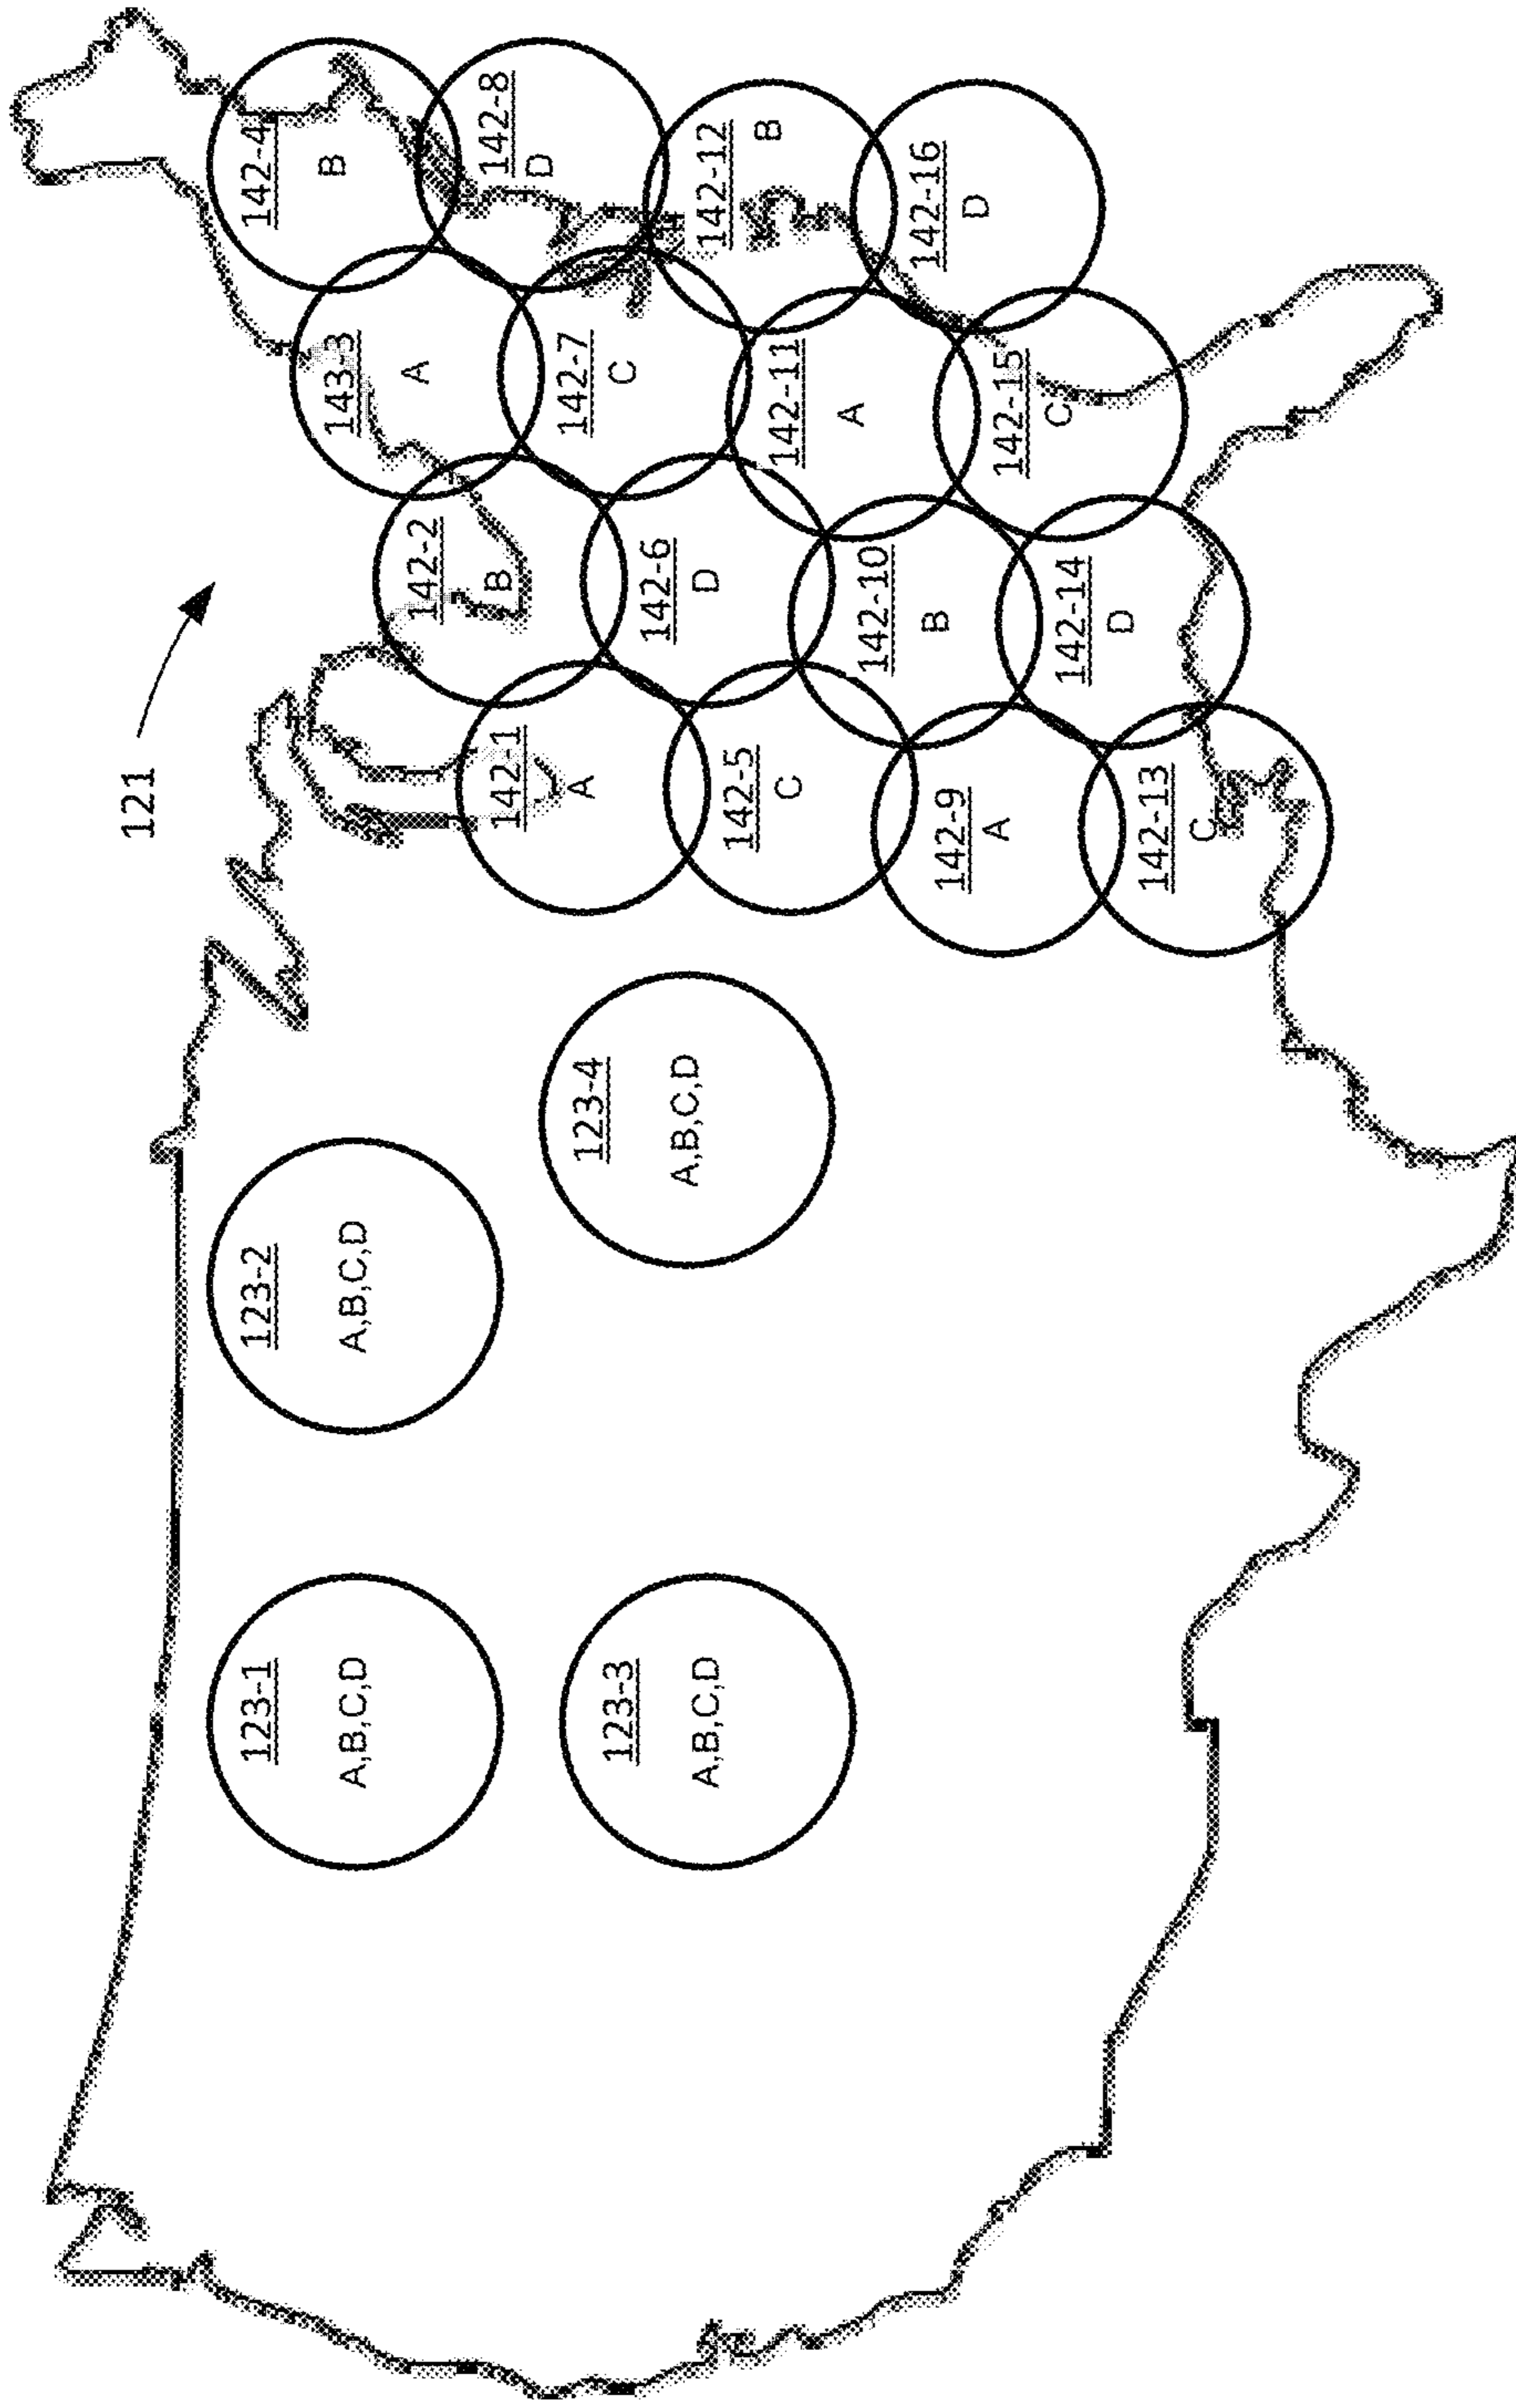 121
123-1
A,B,C,D
123-2
A,B,C,D
123-3
A,B,C,D
123-4
A,B,C,D
142-1
A
142-2
B
143-3
A
142-4
B
142-5
C
142-6
D
142-7
C
142-8
D
142-9
A
142-10
B
142-11
A
142-12
B
142-13
C
142-14
D
142-15
C
142-16
D